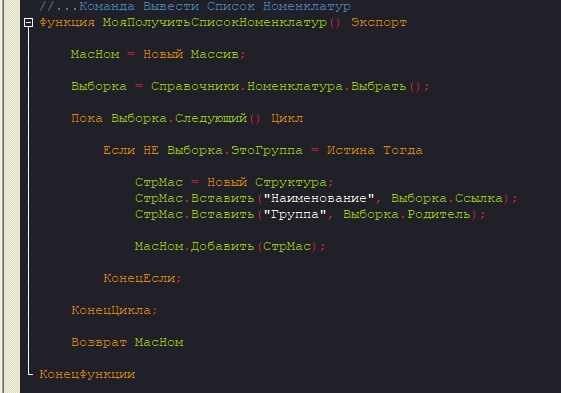 //...Команда Вывести Список Номенклатур
Функция МояПолучитьСписокНоменклатур() Экспорт
МасНом = Новый Массив;
Выборка = Справочники.Номенклатура.Выбрать();
Пока Выборка.Следующий() Цикл
Если НЕ Выборка.ЭтоГруппа = Истина Тогда
СтрМас = Новый Структура;
СтрМас.Вставить("Наименование", Выборка.Ссылка);
СтрМас.Вставить("Группа", Выборка.Родитель);
МасНом.Добавить(СтрМас);
КонецЕсли;
КонецЦикла;
Возврат МасНом
КонецФункции